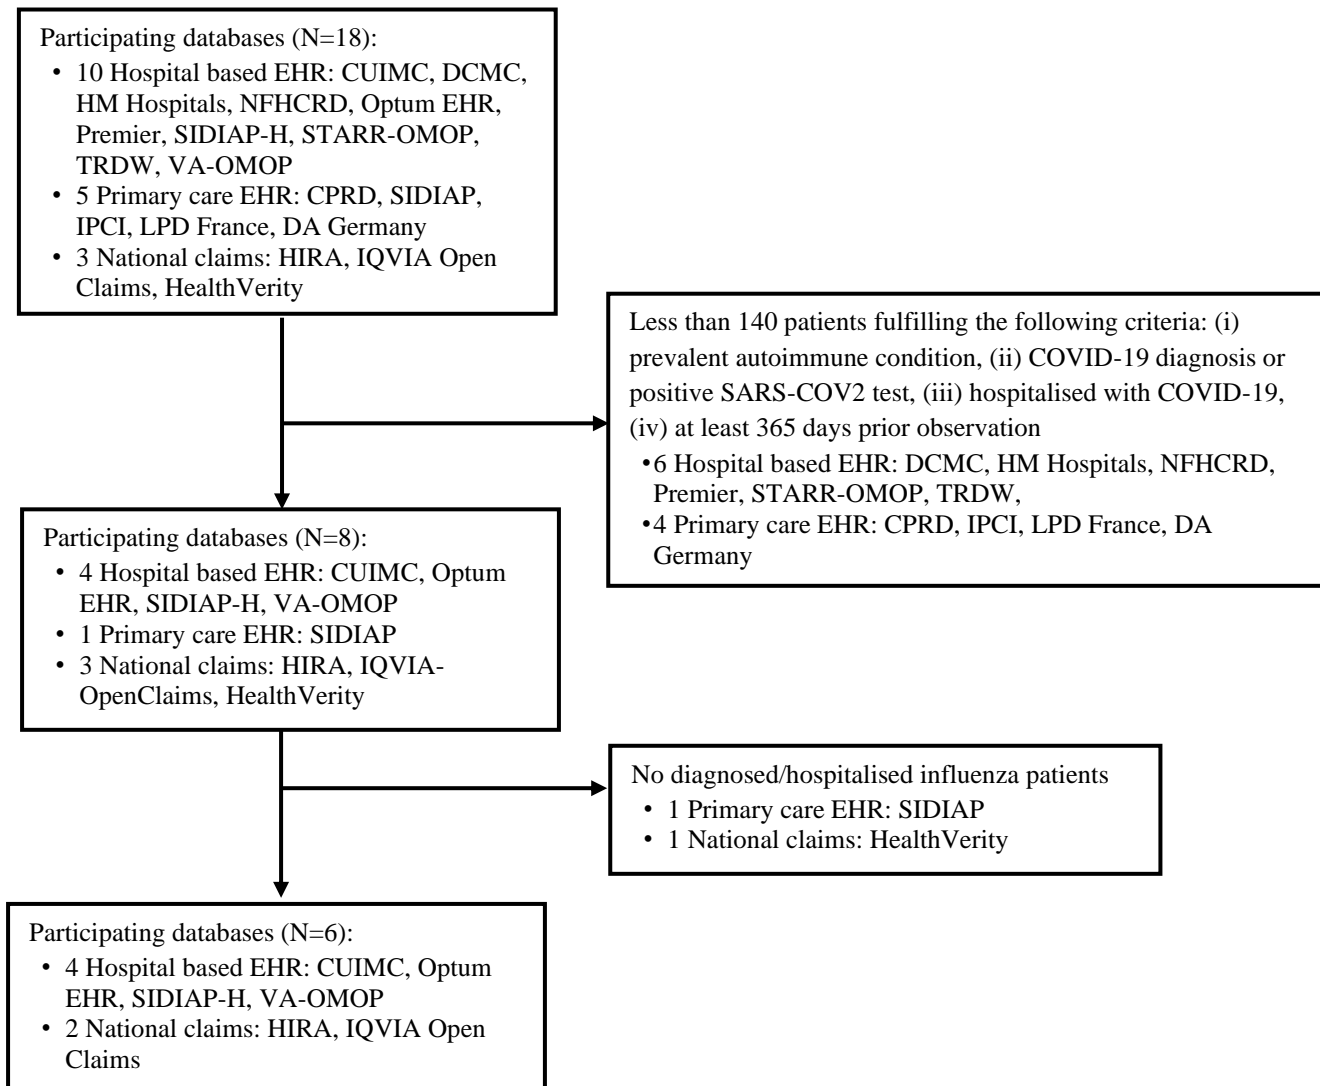 Participating databases (N=18):
• 10 Hospital based EHR: CUIMC, DCMC,
HM Hospitals, NFHCRD, Optum EHR,
Premier, SIDIAP-H, STARR-OMOP,
TRDW, VA-OMOP
• 5 Primary care EHR: CPRD, SIDIAP,
IPCI, LPD France, DA Germany
• 3 National claims: HIRA, IQVIA Open
Claims, HealthVerity
Less than 140 patients fulfilling the following criteria: (i)
prevalent autoimmune condition, (ii) COVID-19 diagnosis or
positive SARS-COV2 test, (iii) hospitalised with COVID-19,
(iv) at least 365 days prior observation
•6 Hospital based EHR: DCMC, HM Hospitals, NFHCRD,
Premier, STARR-OMOP, TRDW,
•4 Primary care EHR: CPRD, IPCI, LPD France, DA
Germany
Participating databases (N=8):
• 4 Hospital based EHR: CUIMC, Optum
EHR, SIDIAP-H, VA-OMOP
• 1 Primary care EHR: SIDIAP
• 3 National claims: HIRA, IQVIA-
OpenClaims, HealthVerity
No diagnosed/hospitalised influenza patients
• 1 Primary care EHR: SIDIAP
• 1 National claims: HealthVerity
Participating databases (N=6):
• 4 Hospital based EHR: CUIMC, Optum
EHR, SIDIAP-H, VA-OMOP
• 2 National claims: HIRA, IQVIA Open
Claims